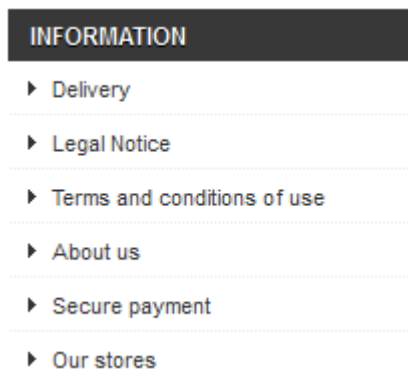 INFORMATION
Delivery
Legal Notice
Terms and conditions of use
About us
Secure payment
Our stores